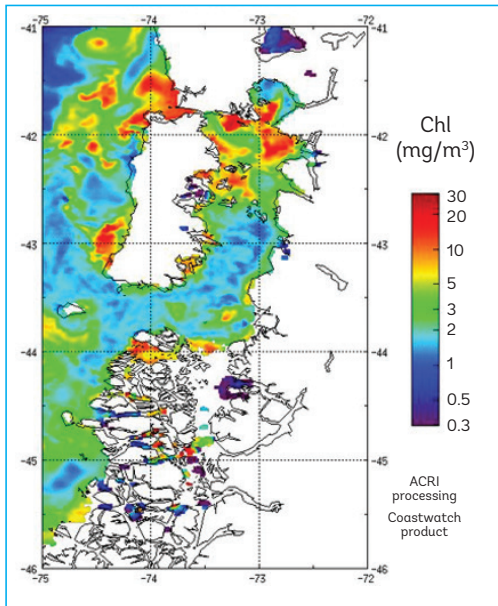 -75 -74 -73 -72
-41 -41
-42 -42
-43 -43
-44 -44
-45 -45
-46 -46
-75 -74 -73 -72
Chl
(mg/m³)
30
20
10
5
3
2
1
0.5
0.3
ACRI
processing
Coastwatch
product